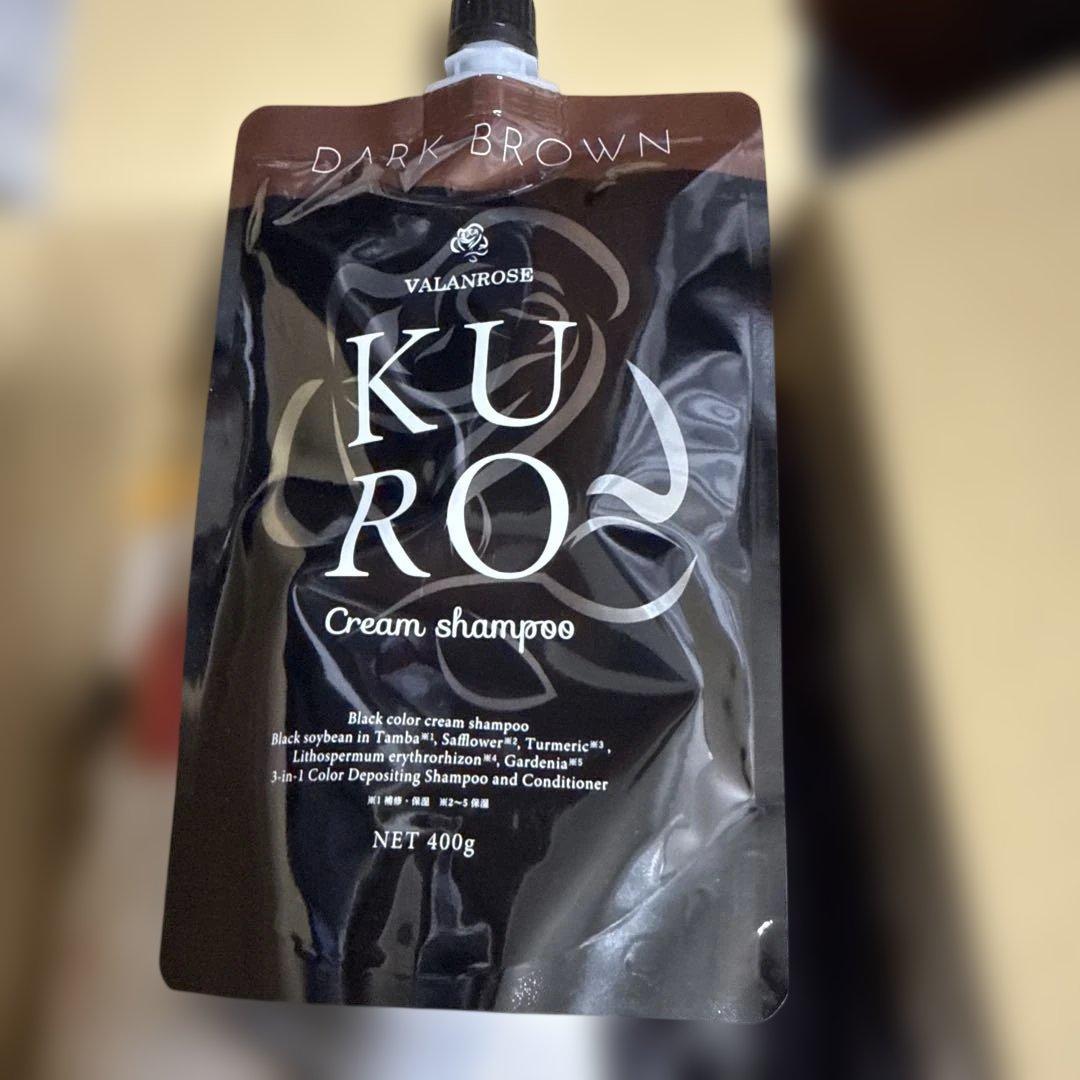 DARK BROWN
VALANROSE
KU
RO
Cream shampoo
Black color cream shampoo
Black soybean in Tamba※1, Safflower※2, Turmeric※3,
Lithospermum erythrorhizon※4, Gardenia※5
3-in-1 Color Depositing Shampoo and Conditioner
※1 補修・保湿 ※2～5 保湿
NET 400g